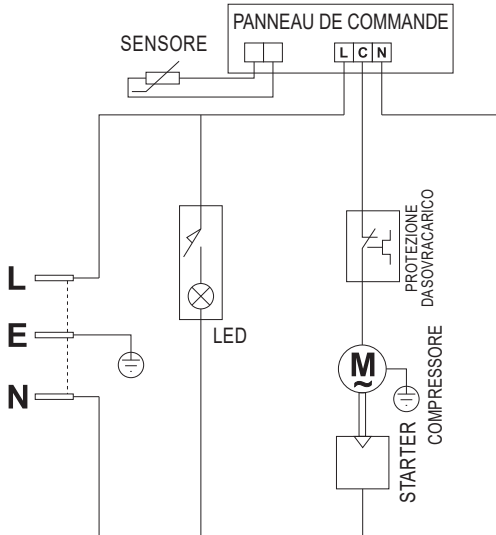 PANNEAU DE COMMANDE
SENSORE
L C N
PROTEZIONE
DASOVRACARICO
L
E
LED
N
M
~
COMPRESSORE
STARTER